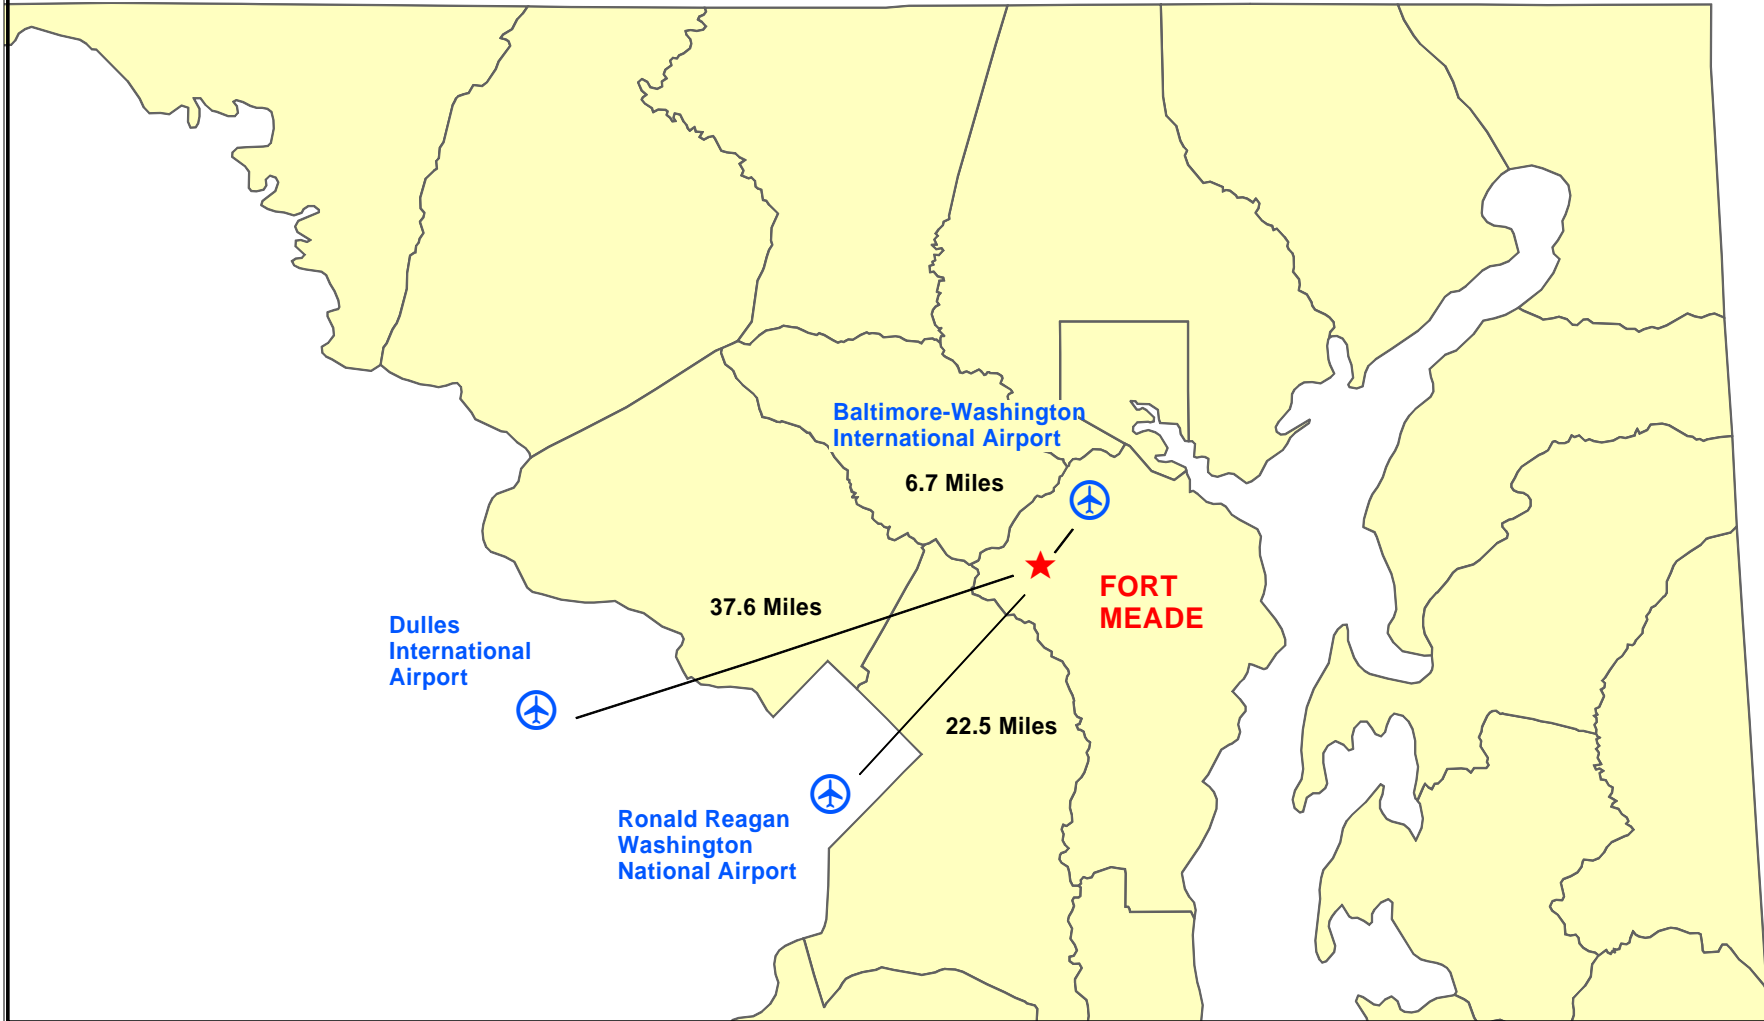 Baltimore-Washington
International Airport
6.7 Miles
FORT
MEADE
37.6 Miles
Dulles
International
Airport
22.5 Miles
Ronald Reagan
Washington
National Airport